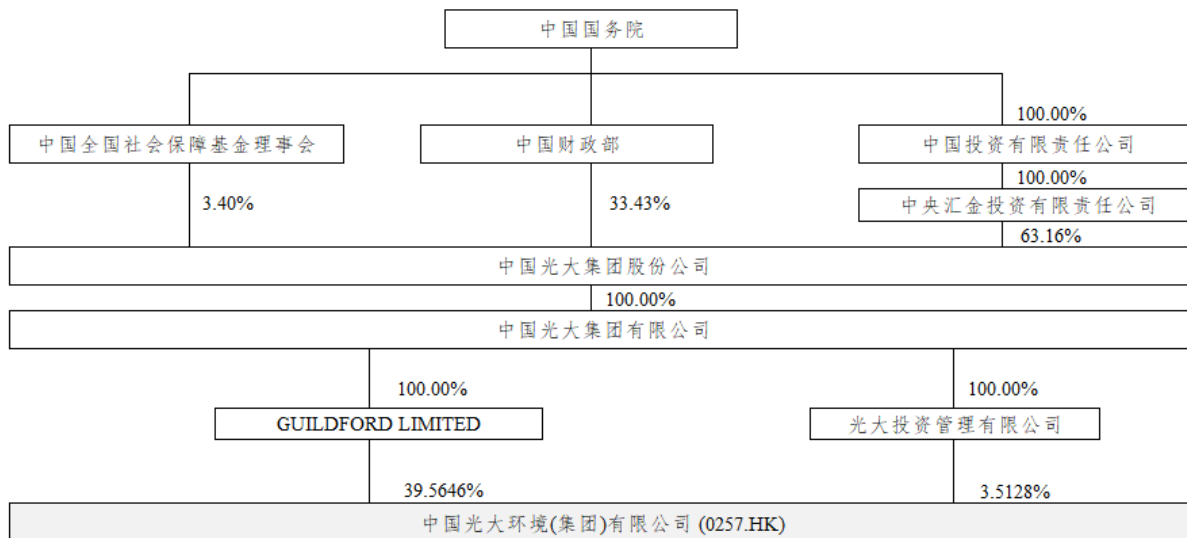 中国国务院
100.00%
中国全国社会保障基金理事会
中国财政部
中国投资有限责任公司
100.00%
3.40%
33.43%
中央汇金投资有限责任公司
63.16%
中国光大集团股份公司
100.00%
中国光大集团有限公司
100.00%
100.00%
GUILDFORD LIMITED
光大投资管理有限公司
39.5646%
3.5128%
中国光大环境(集团)有限公司 (0257.HK)